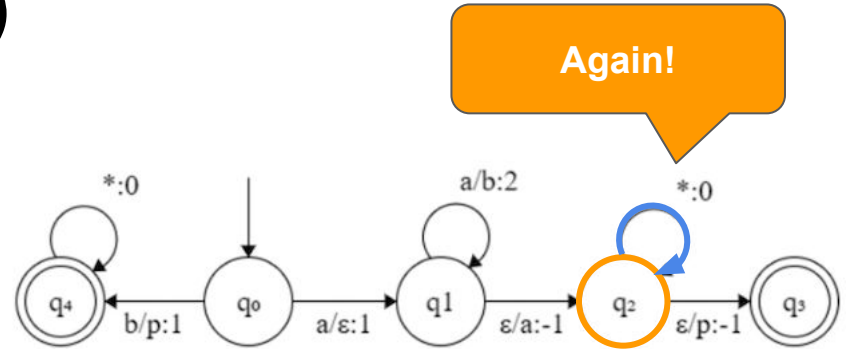 Again!
*:0
a/b:2
*:0
q₄
q₀
q1
q₂
q₃
b/p:1
a/ε:1
ε/a:-1
ε/p:-1